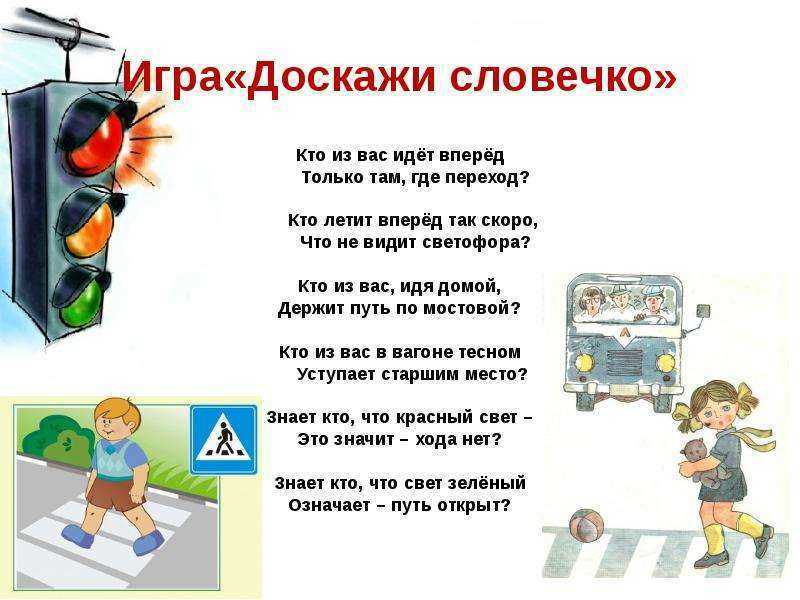 Игра«Доскажи словечко»
Кто из вас идёт вперёд
Только там, где переход?
Кто летит вперёд так скоро,
Что не видит светофора?
Кто из вас, идя домой,
Держит путь по мостовой?
Кто из вас в вагоне тесном
Уступает старшим место?
Знает кто, что красный свет –
Это значит – хода нет?
Знает кто, что свет зелёный
Означает – путь открыт?